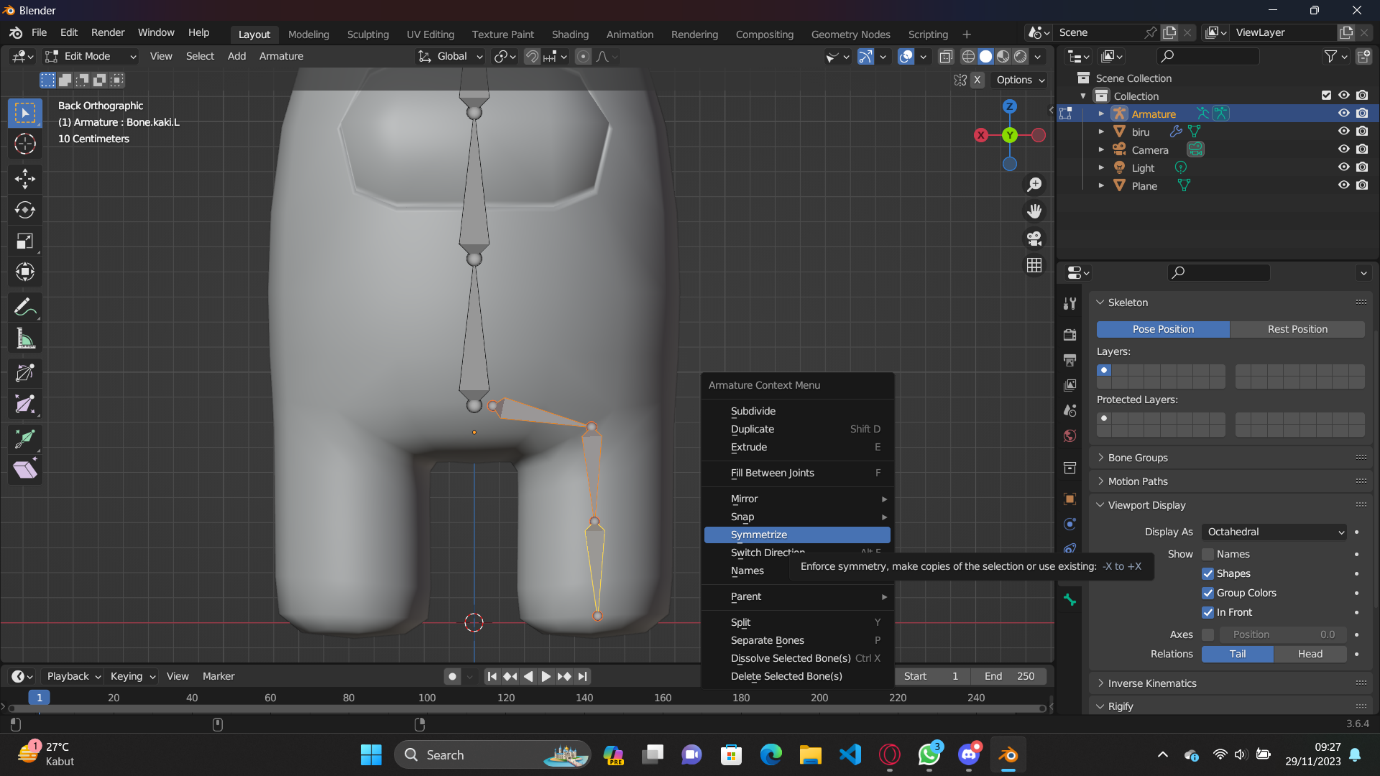 Blender
File Edit Render Window Help Layout Modeling Sculpting UV Editing Texture Paint Shading Animation Rendering Compositing Geometry Nodes Scripting + Scene ViewLayer
Edit Mode View Select Add Armature Global
X Options
Back Orthographic
(1) Armature : Bone.kaki.L
10 Centimeters
Z
X Y
Scene Collection
Collection
Armature
biru
Camera
Light
Plane
Skeleton
Pose Position Rest Position
Layers:
Protected Layers:
Bone Groups
Motion Paths
Viewport Display
Display As Octahedral
Show Names
Shapes
Group Colors
In Front
Axes Position 0.0
Relations Tail Head
Inverse Kinematics
Rigify
Armature Context Menu
Subdivide
Duplicate Shift D
Extrude E
Fill Between Joints F
Mirror
Snap
Symmetrize
Switch Direction Alt F
Names
Enforce symmetry, make copies of the selection or use existing: -X to +X
Parent
Split Y
Separate Bones P
Dissolve Selected Bone(s) Ctrl X
Delete Selected Bone(s)
Playback Keying View Marker Start 1 End 250
1 20 40 60 80 100 120 140 160 180 200 220 240
3.6.4
1 27°C
Kabut
Search
PRE
3
09:27
29/11/2023